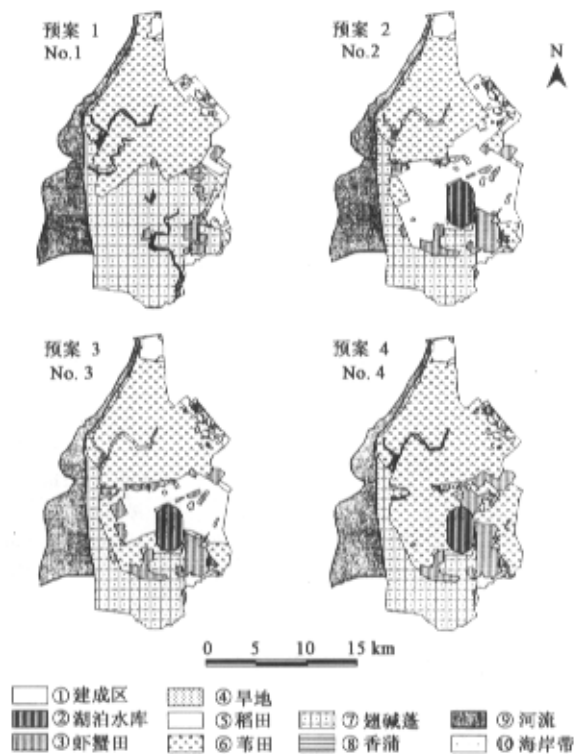 预案 1
No.1
预案 2
No.2
N
预案 3
No. 3
预案 4
No. 4
0 5 10 15 km
①建成区 ④旱地
②湖泊水库 ⑤稻田 ⑦翅碱蓬 ⑨河流
③虾蟹田 ⑥苇田 ⑧香蒲 ⑩海岸带